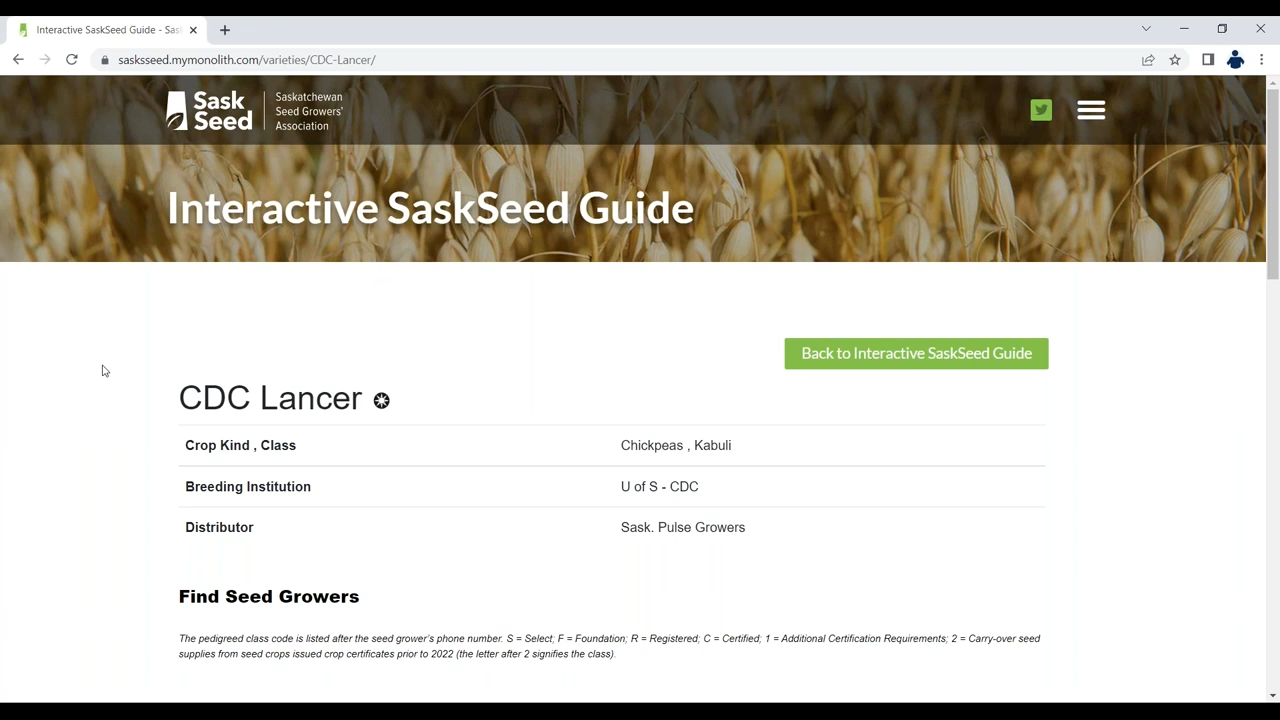 Interactive SaskSeed Guide - Sas
sasksseed.mymonolith.com/varieties/CDC-Lancer/
Sask Seed
Saskatchewan
Seed Growers'
Association
Interactive SaskSeed Guide
Back to Interactive SaskSeed Guide
CDC Lancer
Crop Kind , Class Chickpeas , Kabuli
Breeding Institution U of S - CDC
Distributor Sask. Pulse Growers
Find Seed Growers
The pedigreed class code is listed after the seed grower's phone number. S = Select; F = Foundation; R = Registered; C = Certified; 1 = Additional Certification Requirements; 2 = Carry-over seed
supplies from seed crops issued crop certificates prior to 2022 (the letter after 2 signifies the class).